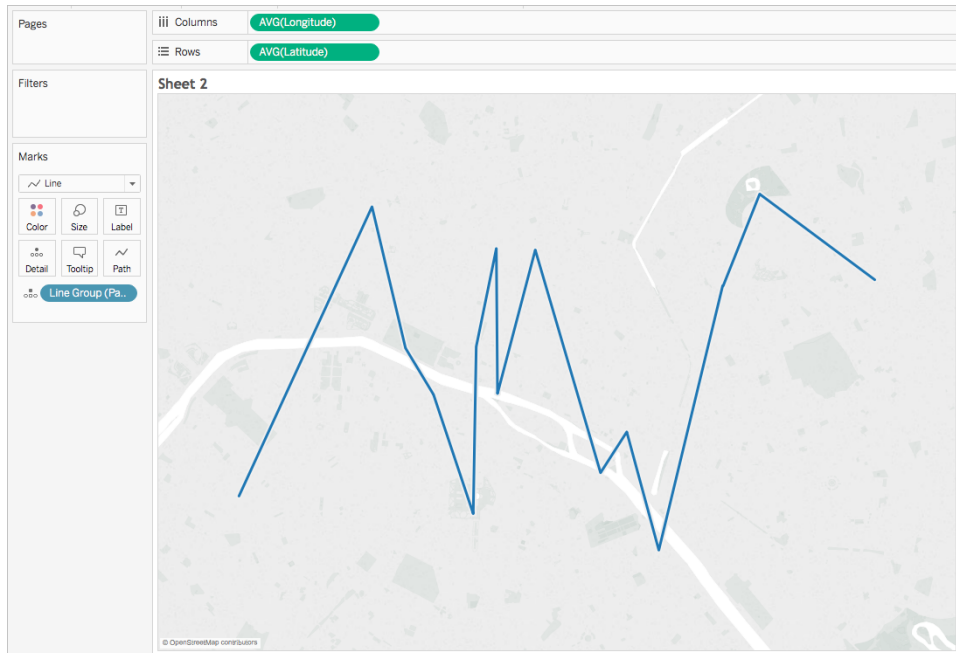 Pages
Columns
AVG(Longitude)
Rows
AVG(Latitude)
Filters
Sheet 2
Marks
Line
Color
Size
Label
Detail
Tooltip
Path
Line Group (Pa..
© OpenStreetMap contributors